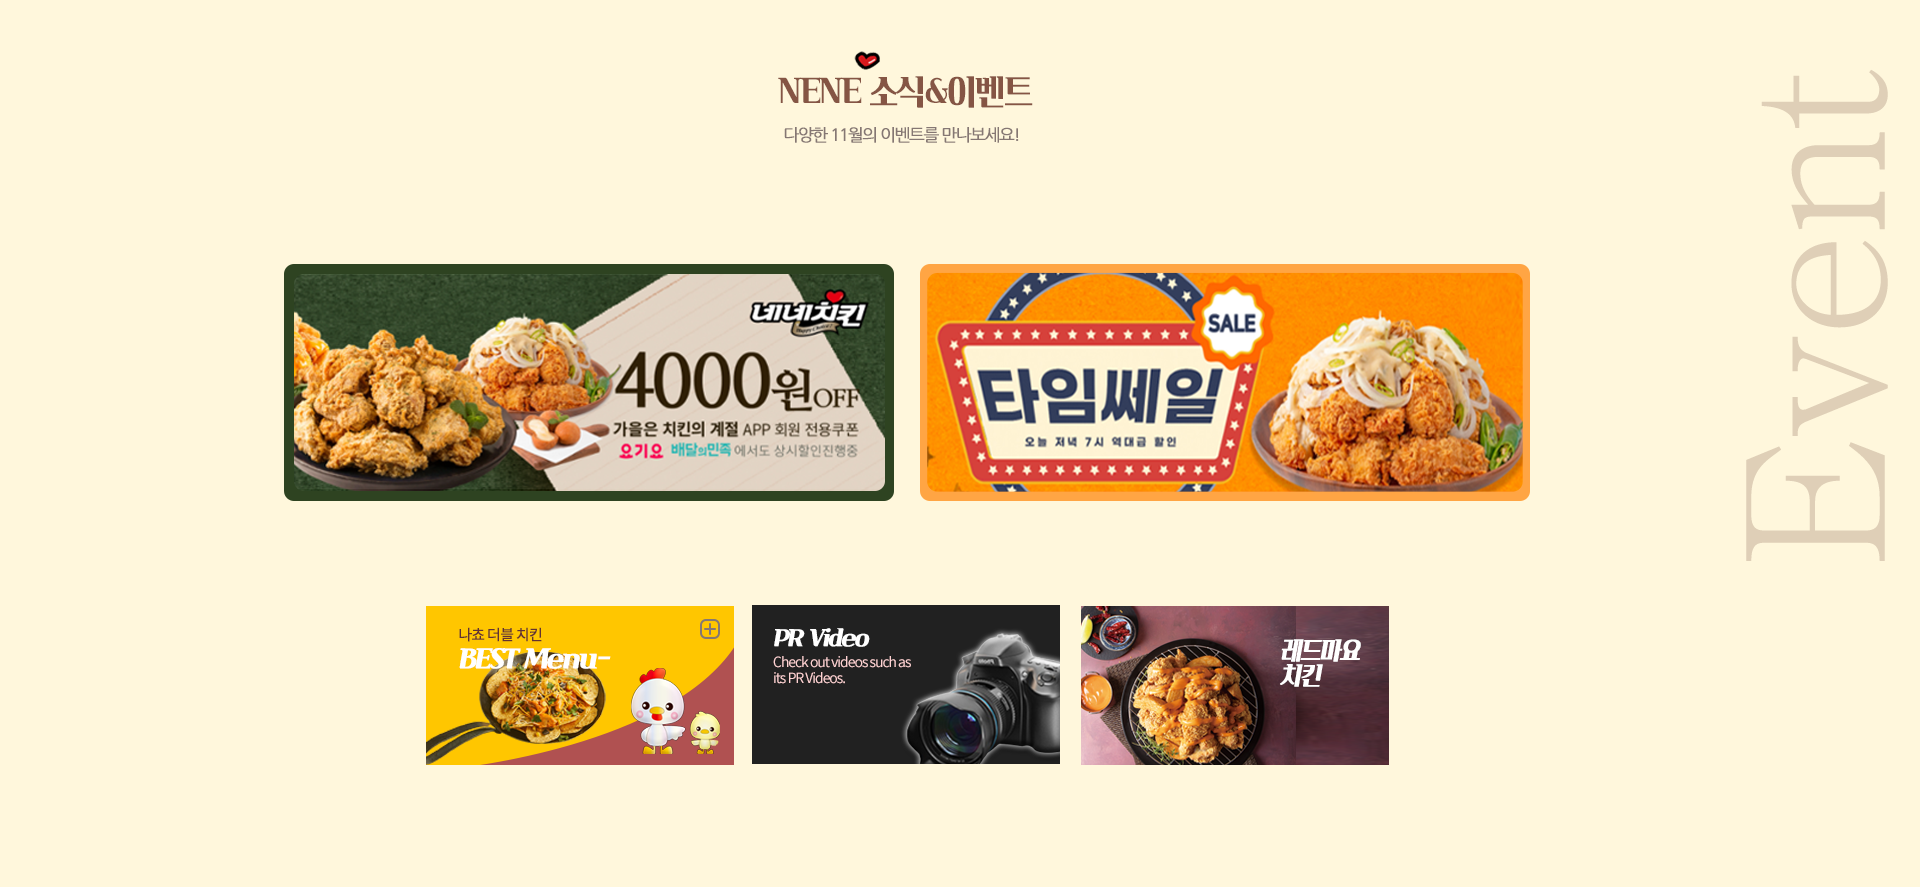 NENE 소식&이벤트
다양한 11월의 이벤트를 만나보세요!
Event
네네치킨
Happy Choice!
4000원OFF
가을은 치킨의 계절 APP 회원 전용쿠폰
요기요 배달의민족 에서도 상시할인진행중
SALE
타임쎄일
오늘 저녁 7시 역대급 할인
나쵸 더블 치킨
BEST Menu-
PR Video
Check out videos such as
its PR Videos.
레드마요
치킨